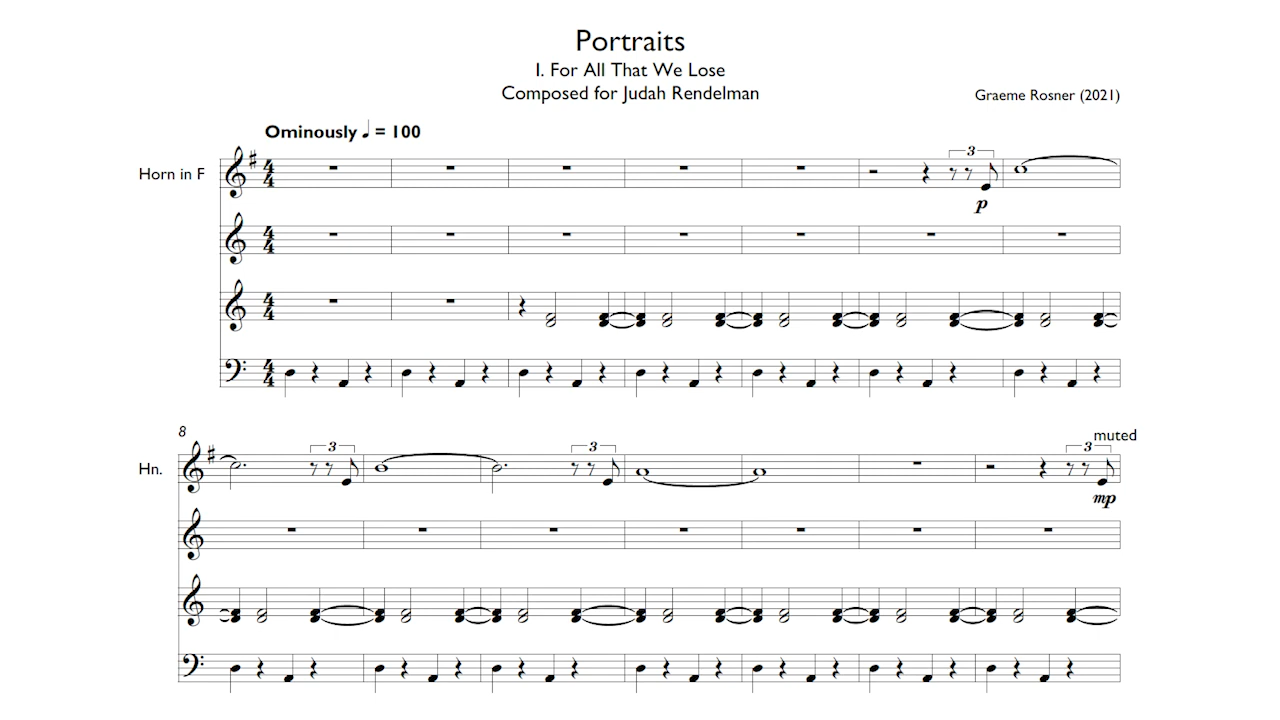 Portraits
I. For All That We Lose
Composed for Judah Rendelman
Graeme Rosner (2021)
Ominously ♩ = 100
Horn in F
3
p
8
muted
Hn.
3
3
3
mp